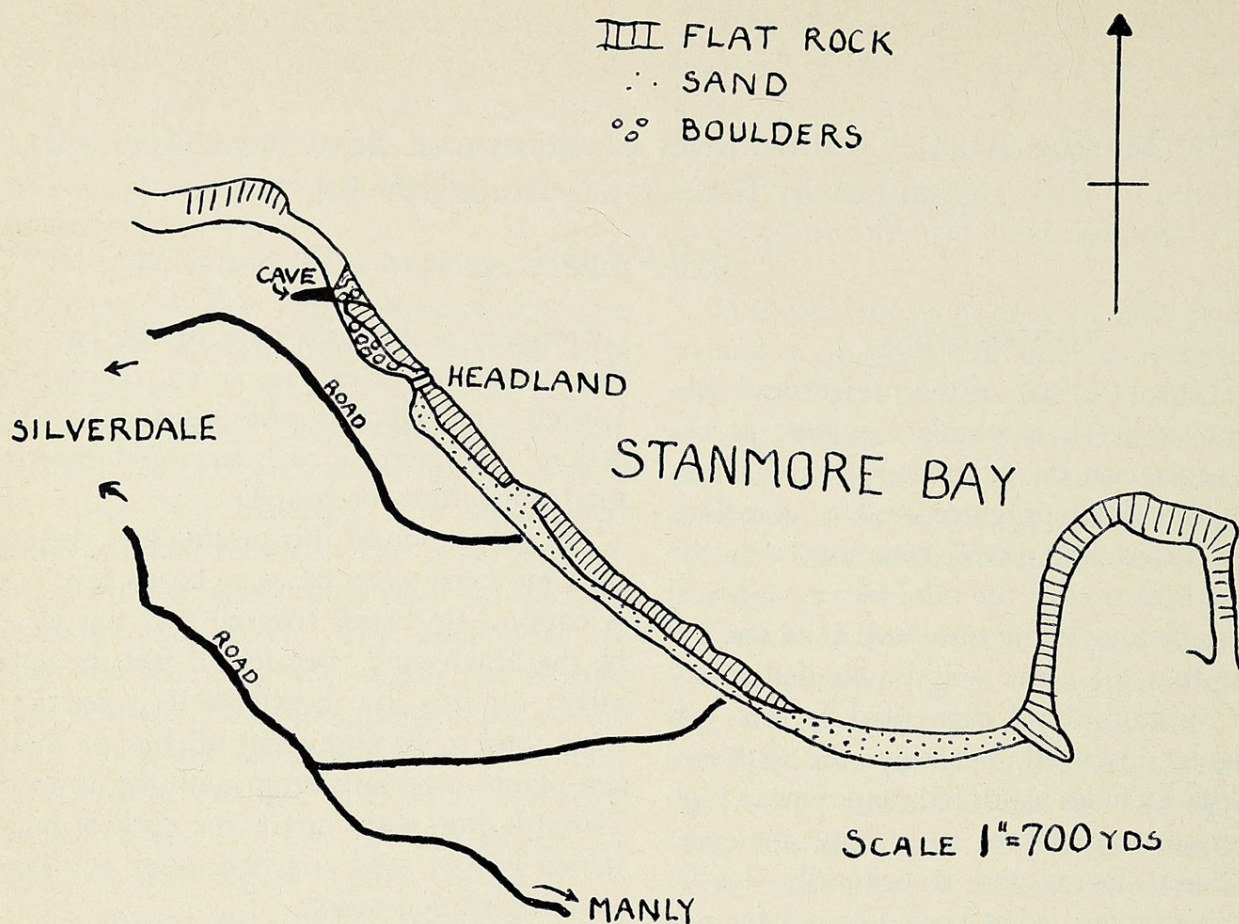 FLAT ROCK
SAND
BOULDERS
CAVE
ROAD
HEADLAND
SILVERDALE
STANMORE BAY
ROAD
SCALE 1"=700 YDS
MANLY